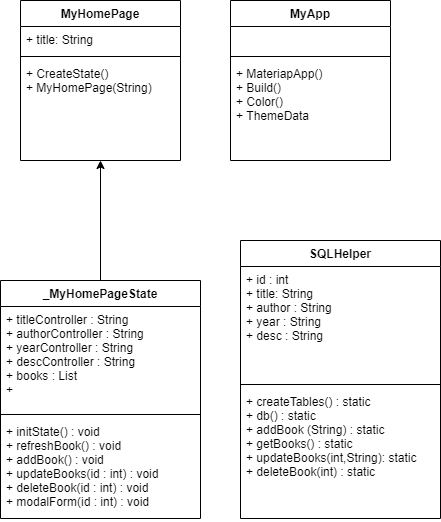 MyHomePage
+ title: String
+ CreateState()
+ MyHomePage(String)
MyApp
+ MateriapApp()
+ Build()
+ Color()
+ ThemeData
_MyHomePageState
+ titleController : String
+ authorController : String
+ yearController : String
+ descController : String
+ books : List
+
+ initState() : void
+ refreshBook() : void
+ addBook() : void
+ updateBooks(id : int) : void
+ deleteBook(id : int) : void
+ modalForm(id : int) : void
SQLHelper
+ id : int
+ title: String
+ author : String
+ year : String
+ desc : String
+ createTables() : static
+ db() : static
+ addBook (String) : static
+ getBooks() : static
+ updateBooks(int,String): static
+ deleteBook(int) : static